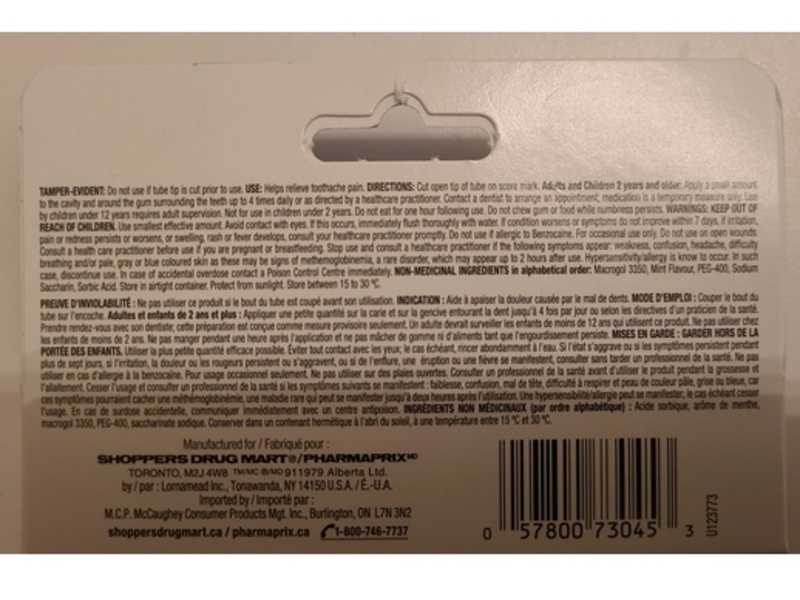 TAMPER-EVIDENT: Do not use if tube tip is cut prior to use. USE: Helps relieve toothache pain. DIRECTIONS: Cut open tip of tube on score mark. Adults and Children 2 years and older: Apply a small amount
to the cavity and around the gum surrounding the teeth up to 4 times daily or as directed by a healthcare practitioner. Contact a dentist to arrange an appointment; medication is a temporary measure only. Use
by children under 12 years requires adult supervision. Not for use in children under 2 years. Do not eat for one hour following use. Do not chew gum or food while numbness persists. WARNINGS: KEEP OUT OF
REACH OF CHILDREN. Use smallest effective amount. Avoid contact with eyes. If this occurs, immediately flush thoroughly with water. If condition worsens or symptoms do not improve within 7 days, if irritation,
pain or redness persists or worsens, or swelling, rash or fever develops, consult your healthcare practitioner promptly. Do not use if allergic to Benzocaine. For occasional use only. Do not use on open wounds.
Consult a health care practitioner before use if you are pregnant or breastfeeding. Stop use and consult a healthcare practitioner if the following symptoms appear: weakness, confusion, headache, difficulty
breathing and/or pale, gray or blue coloured skin as these may be signs of methemoglobinemia, a rare disorder, which may appear up to 2 hours after use. Hypersensitivity/allergy is know to occur. In such
case, discontinue use. In case of accidental overdose contact a Poison Control Centre immediately. NON-MEDICINAL INGREDIENTS in alphabetical order: Macrogol 3350, Mint Flavour, PEG-400, Sodium
Saccharin, Sorbic Acid. Store in airtight container. Protect from sunlight. Store between 15 to 30 ºC.
PREUVE D'INVIOLABILITÉ : Ne pas utiliser ce produit si le bout du tube est coupé avant son utilisation. INDICATION : Aide à apaiser la douleur causée par le mal de dents. MODE D'EMPLOI : Couper le bout du
tube sur l'encoche. Adultes et enfants de 2 ans et plus : Appliquer une petite quantité sur la carie et sur la gencive entourant la dent jusqu'à 4 fois par jour ou selon les directives d'un praticien de la santé.
Prendre rendez-vous avec son dentiste; cette préparation est conçue comme mesure provisoire seulement. Un adulte devrait surveiller les enfants de moins de 12 ans qui utilisent ce produit. Ne pas utiliser chez
les enfants de moins de 2 ans. Ne pas manger pendant une heure après l'application et ne pas mâcher de gomme ni d'aliments tant que l'engourdissement persiste. MISES EN GARDE : GARDER HORS DE LA
PORTÉE DES ENFANTS. Utiliser la plus petite quantité efficace possible. Éviter tout contact avec les yeux; le cas échéant, rincer abondamment à l'eau. Si l'état s'aggrave ou si les symptômes persistent pendant
plus de sept jours, si l'irritation, la douleur ou les rougeurs persistent ou s'aggravent, ou si de l'enflure, une éruption ou une fièvre se manifestent, consulter sans tarder un professionnel de la santé. Ne pas
utiliser en cas d'allergie à la benzocaïne. Pour usage occasionnel seulement. Ne pas utiliser sur des plaies ouvertes. Consulter un professionnel de la santé avant d'utiliser le produit pendant la grossesse et
l'allaitement. Cesser l'usage et consulter un professionnel de la santé si les symptômes suivants se manifestent : faiblesse, confusion, mal de tête, difficulté à respirer et peau de couleur pâle, grise ou bleue, car
ces symptômes pourraient cacher une méthémoglobinémie, une maladie rare qui peut se manifester jusqu'à deux heures après l'utilisation. Une hypersensibilité/allergie peut se manifester; le cas échéant cesser
l'usage. En cas de surdose accidentelle, communiquer immédiatement avec un centre antipoison. INGRÉDIENTS NON MÉDICINAUX (par ordre alphabétique) : Acide sorbique, arôme de menthe,
macrogol 3350, PEG-400, saccharinate sodique. Conserver dans un contenant hermétique à l'abri du soleil, à une température entre 15 ºC et 30 ºC.
Manufactured for / Fabriqué pour :
SHOPPERS DRUG MART®/PHARMAPRIX MD
TORONTO, M2J 4W8 TM/MC ®/MD 911979 Alberta Ltd.
by / par : Lornamead Inc., Tonawanda, NY 14150 U.S.A. / É.-U.A.
Imported by / Importé par :
M.C.P. McCaughey Consumer Products Mgt. Inc., Burlington, ON L7N 3N2
shoppersdrugmart.ca / pharmaprix.ca 1-800-746-7737
0 57800 73045 3
U123773